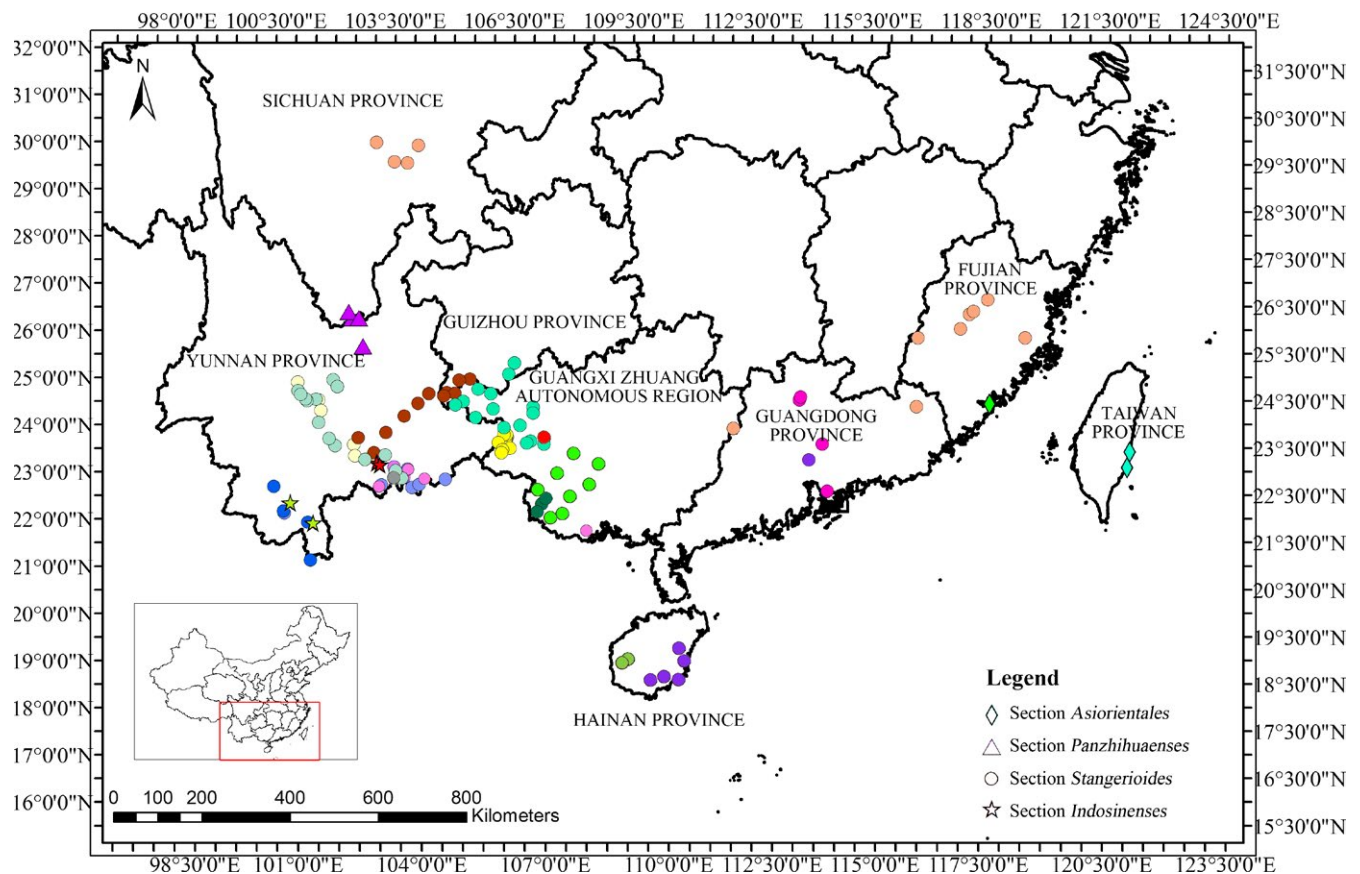 98°0'0"E 100°30'0"E 103°30'0"E 106°30'0"E 109°30'0"E 112°30'0"E 115°30'0"E 118°30'0"E 121°30'0"E 124°30'0"E
32°0'0"N
31°30'0"N
31°0'0"N
30°30'0"N
30°0'0"N
29°30'0"N
29°0'0"N
28°30'0"N
28°0'0"N
27°30'0"N
27°0'0"N
26°30'0"N
26°0'0"N
25°30'0"N
25°0'0"N
24°30'0"N
24°0'0"N
23°30'0"N
23°0'0"N
22°30'0"N
22°0'0"N
21°30'0"N
21°0'0"N
20°30'0"N
20°0'0"N
19°30'0"N
19°0'0"N
18°30'0"N
18°0'0"N
17°30'0"N
17°0'0"N
16°30'0"N
16°0'0"N
15°30'0"N
N
SICHUAN PROVINCE
FUJIAN
PROVINCE
GUIZHOU PROVINCE
YUNNAN PROVINCE
GUANGXI ZHUANG
AUTONOMOUS REGION
GUANGDONG
PROVINCE
TAIWAN
PROVINCE
HAINAN PROVINCE
Legend
Section Asiorientales
Section Panzhihuaenses
Section Stangerioides
Section Indosinenses
0 100 200 400 600 800
Kilometers
98°30'0"E 101°0'0"E 104°0'0"E 107°0'0"E 110°0'0"E 112°30'0"E 115°0'0"E 117°30'0"E 120°30'0"E 123°30'0"E